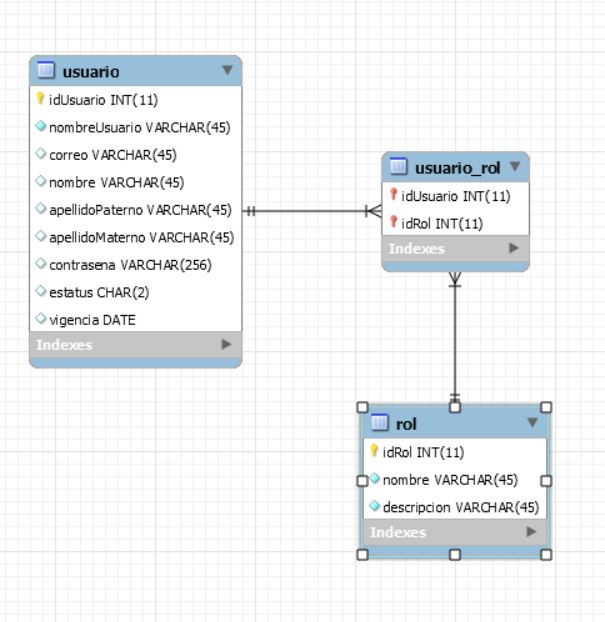 usuario
idUsuario INT(11)
nombreUsuario VARCHAR(45)
correo VARCHAR(45)
nombre VARCHAR(45)
apellidoPaterno VARCHAR(45)
apellidoMaterno VARCHAR(45)
contrasena VARCHAR(256)
estatus CHAR(2)
vigencia DATE
Indexes
usuario_rol
idUsuario INT(11)
idRol INT(11)
Indexes
rol
idRol INT(11)
nombre VARCHAR(45)
descripcion VARCHAR(45)
Indexes